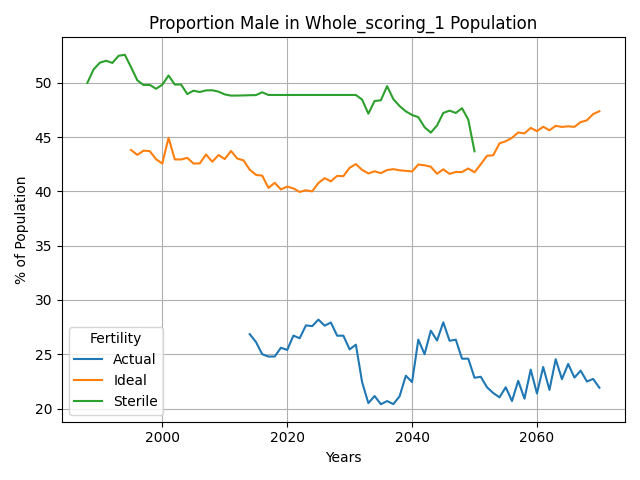 Proportion Male in Whole_scoring_1 Population
% of Population
50
45
40
35
30
25
20
Fertility
Actual
Ideal
Sterile
2000
2020
2040
2060
Years